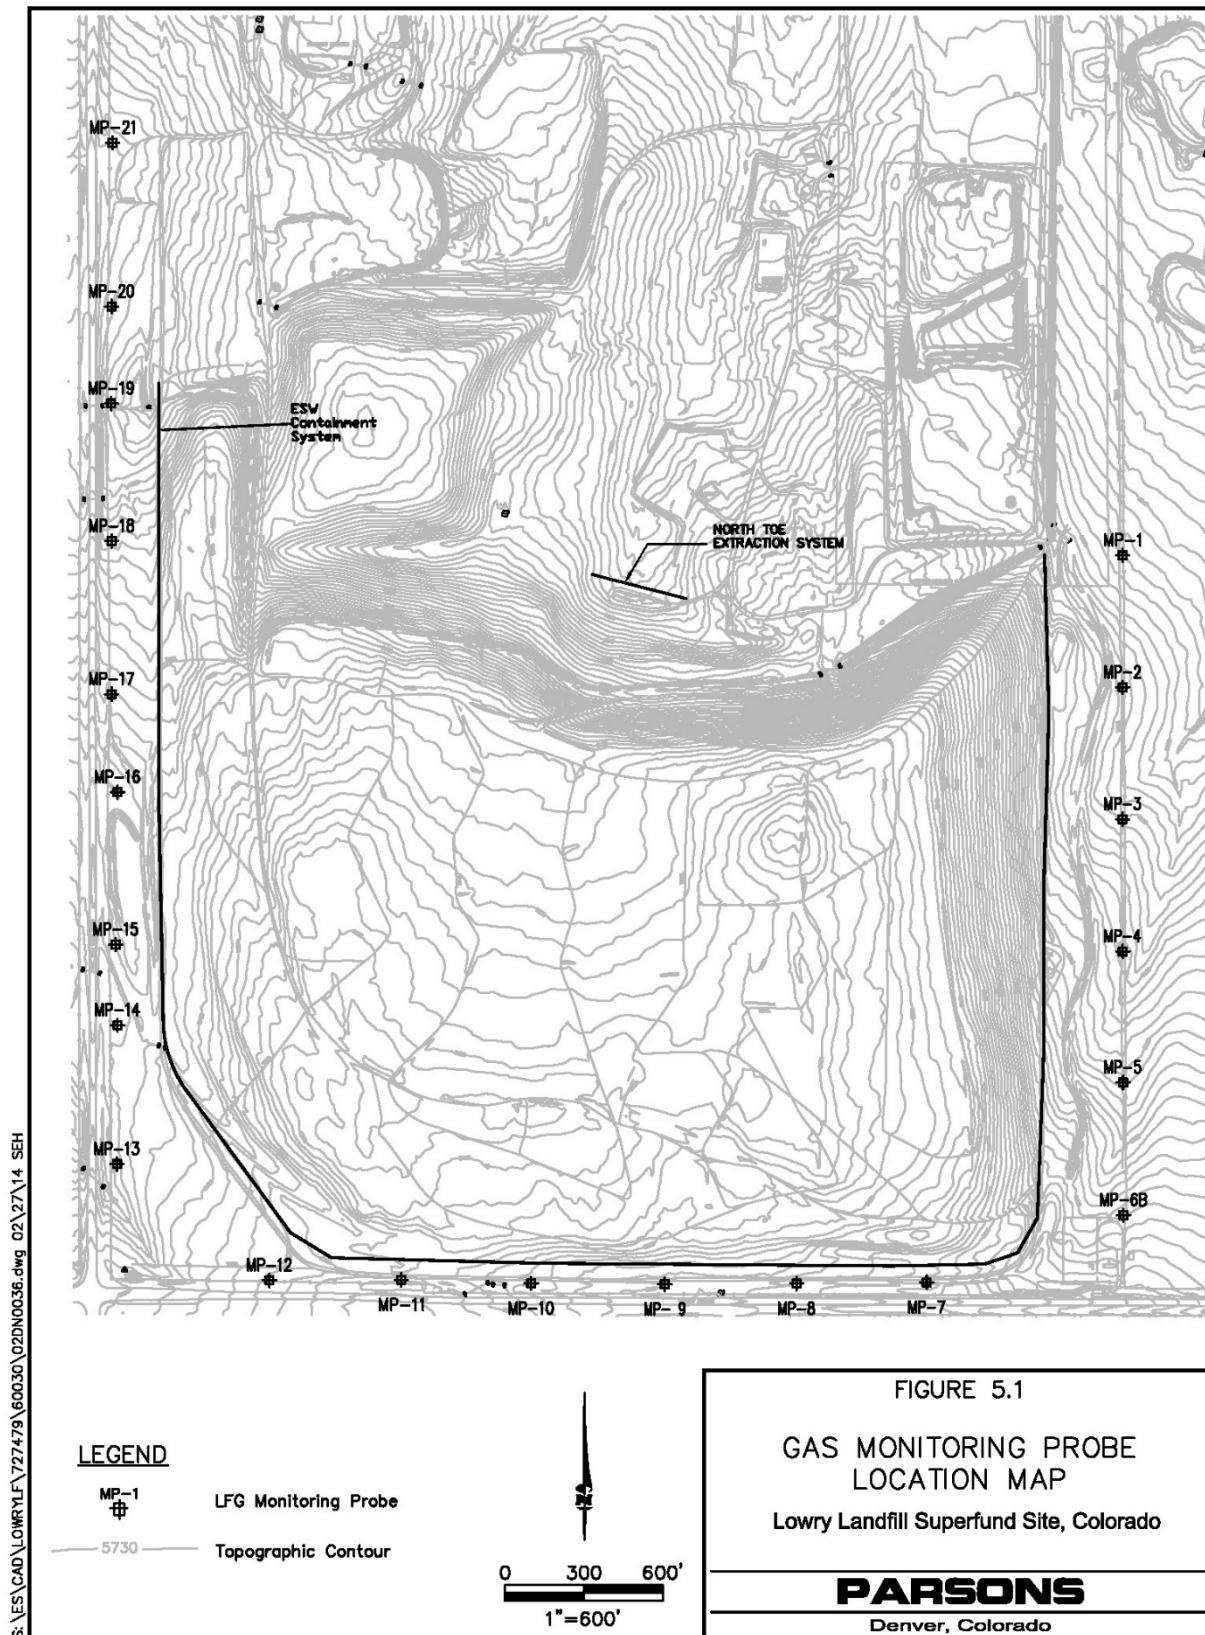 MP-21
MP-20
MP-19
ESW
Containment
System
MP-18
NORTH TOE
EXTRACTION SYSTEM
MP-1
MP-17
MP-2
MP-16
MP-3
MP-15
MP-4
MP-14
MP-5
MP-13
MP-6B
MP-12
MP-11
MP-10
MP- 9
MP-8
MP-7
S:\ES\CAD\LOWRYLF\727479\60030\02DN0036.dwg 02\27\14 SEH
LEGEND
MP-1
LFG Monitoring Probe
5730
Topographic Contour
N
0 300 600'
1"=600'
FIGURE 5.1
GAS MONITORING PROBE
LOCATION MAP
Lowry Landfill Superfund Site, Colorado
PARSONS
Denver, Colorado